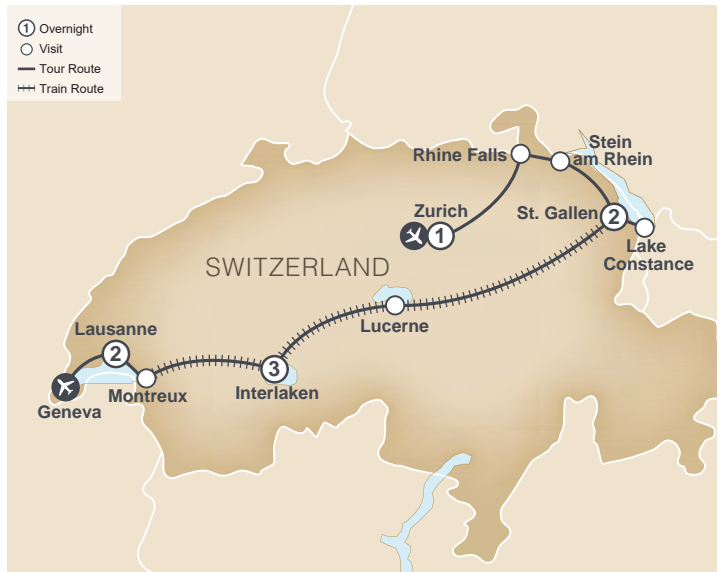 1 Overnight
Visit
Tour Route
Train Route
Rhine Falls
Stein
am Rhein
Zurich
1
St. Gallen
2
Lake
Constance
SWITZERLAND
Lucerne
Lausanne
2
3
Geneva
Montreux
Interlaken